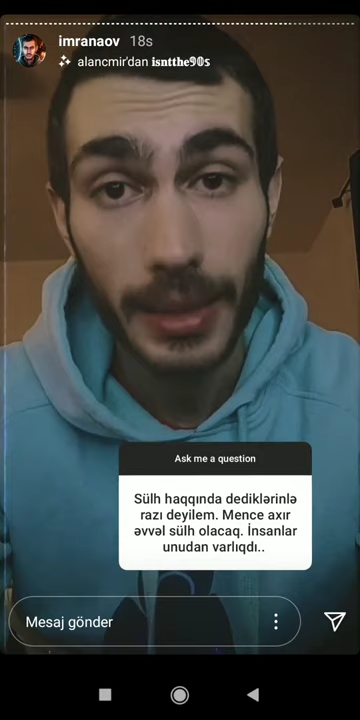 imranaov 18s
alancmir'dan 𝖎𝖘𝖓𝖙𝖙𝖍𝖊𝟡𝟘𝖘
Ask me a question
Sülh haqqında dediklərinlə
razı deyilem. Mence axır
əvvəl sülh olacaq. İnsanlar
unudan varlıqdı..
Mesaj gönder